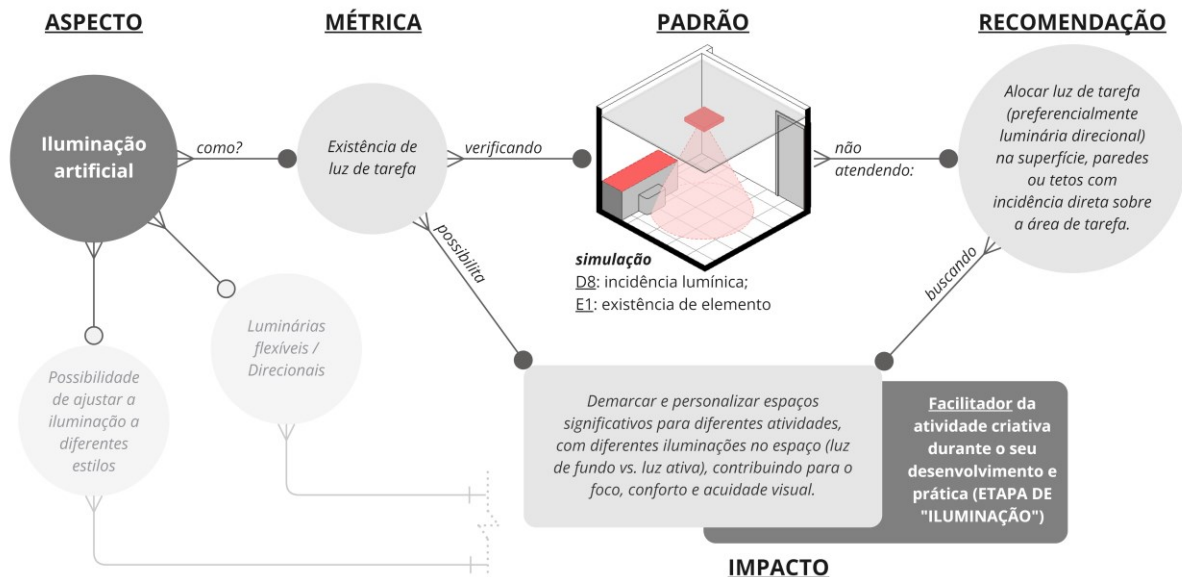 ASPECTO
MÉTRICA
PADRÃO
RECOMENDAÇÃO
Iluminação
artificial
como?
Existência de
luz de tarefa
verificando
não
atendendo:
Alocar luz de tarefa
(preferencialmente
luminária direcional)
na superfície, paredes
ou tetos com
incidência direta sobre
a área de tarefa.
possibilita
simulação
D8: incidência lumínica;
E1: existência de elemento
buscando
Luminárias
flexíveis /
Direcionais
Possibilidade
de ajustar a
iluminação a
diferentes
estilos
Demarcar e personalizar espaços
significativos para diferentes atividades,
com diferentes iluminações no espaço (luz
de fundo vs. luz ativa), contribuindo para o
foco, conforto e acuidade visual.
Facilitador da
atividade criativa
durante o seu
desenvolvimento e
prática (ETAPA DE
"ILUMINAÇÃO")
IMPACTO